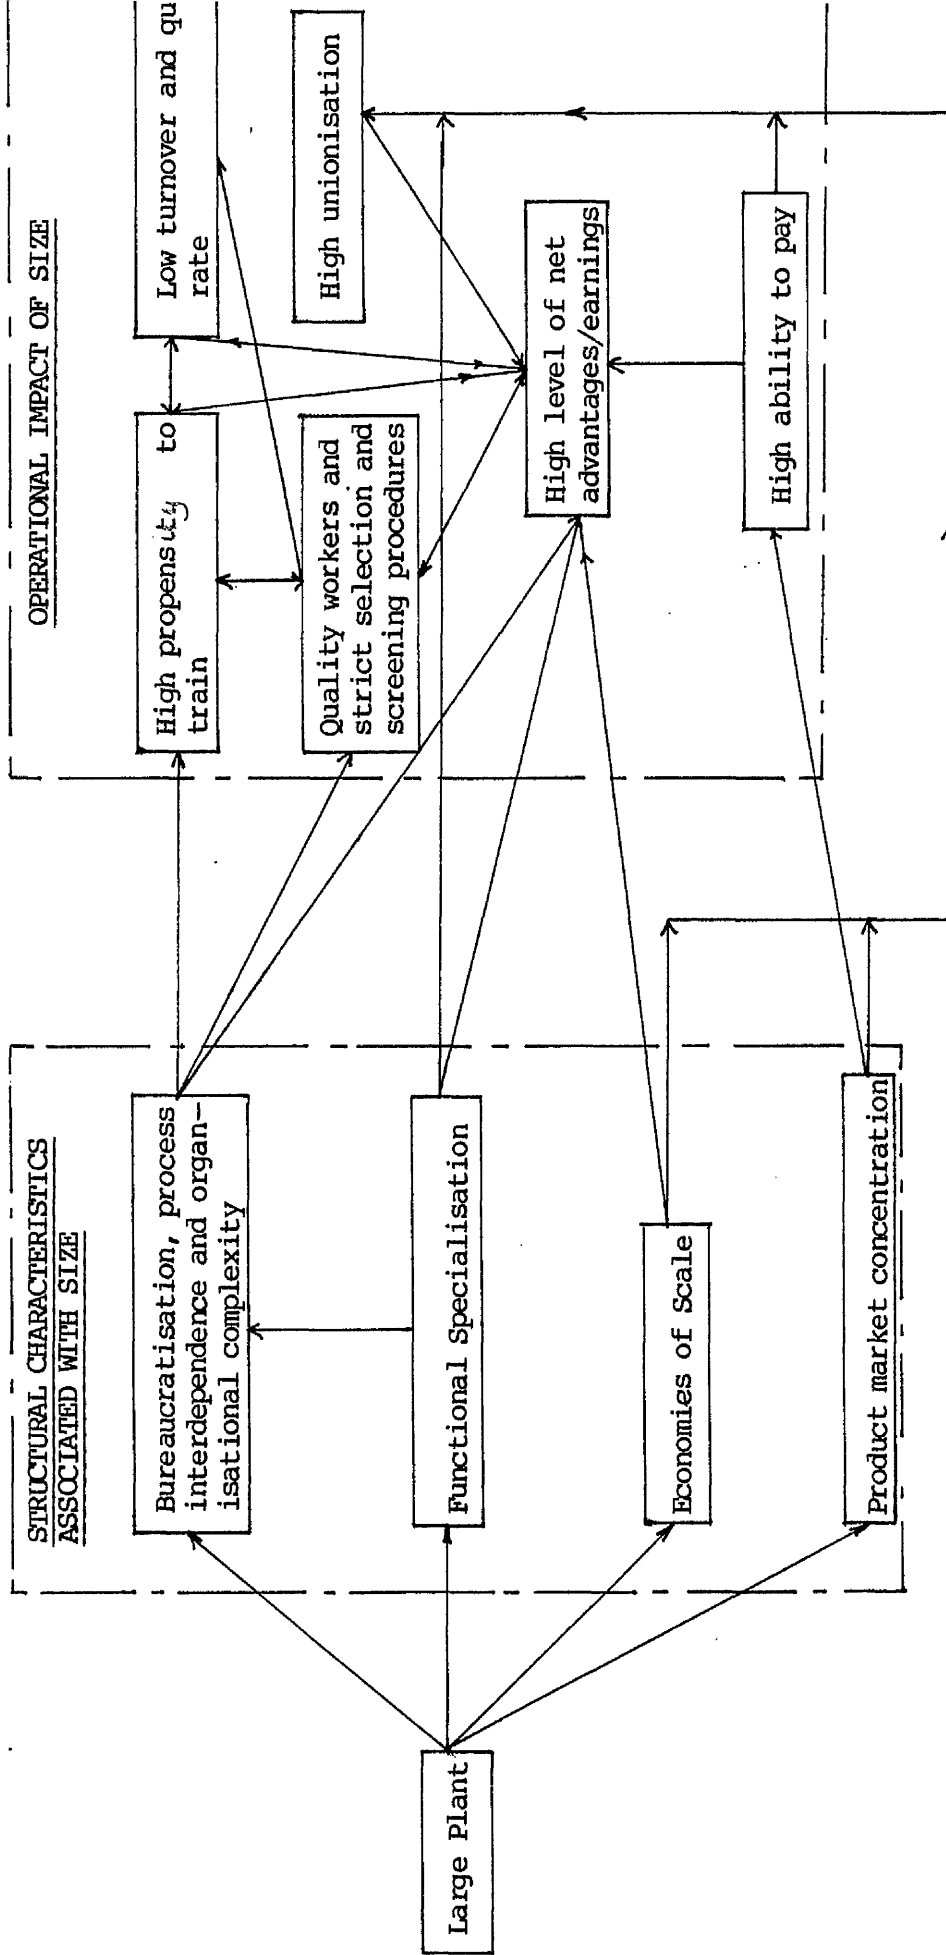 STRUCTURAL CHARACTERISTICS
ASSOCIATED WITH SIZE
OPERATIONAL IMPACT OF SIZE
Large Plant
Bureaucratisation, process
interdependence and organ-
isational complexity
Functional Specialisation
Economies of Scale
Product market concentration
High propensity to
train
Quality workers and
strict selection and
screening procedures
High level of net
advantages/earnings
High ability to pay
Low turnover and qu
rate
High unionisation